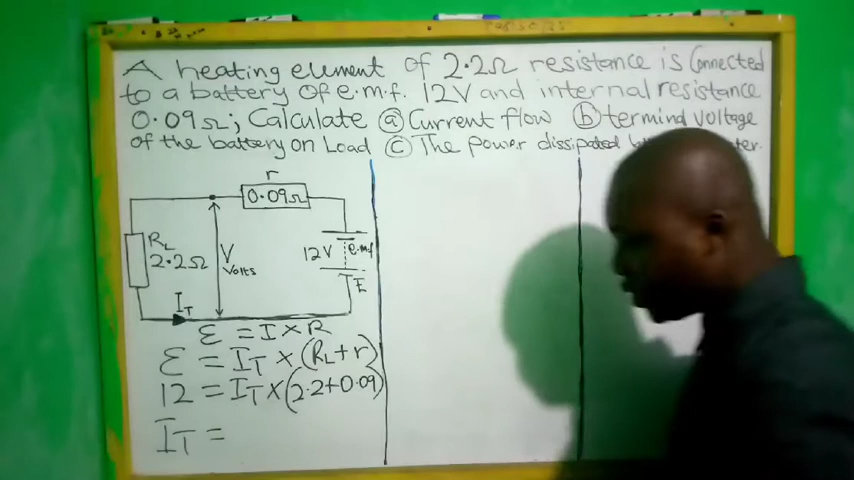 A heating element of 2.2Ω resistance is Connected
to a battery of e.m.f. 12V and internal resistance
0.09Ω; Calculate ⓐ Current flow ⓑ termind voltage
of the battery on Load ⓒ The power dissipated
r
0.09Ω
RL
2.2Ω
V
Volts
12V
e.m.f
E
IT
ℰ = I × R
ℰ = IT × (RL + r)
12 = IT × (2.2 + 0.09)
IT =